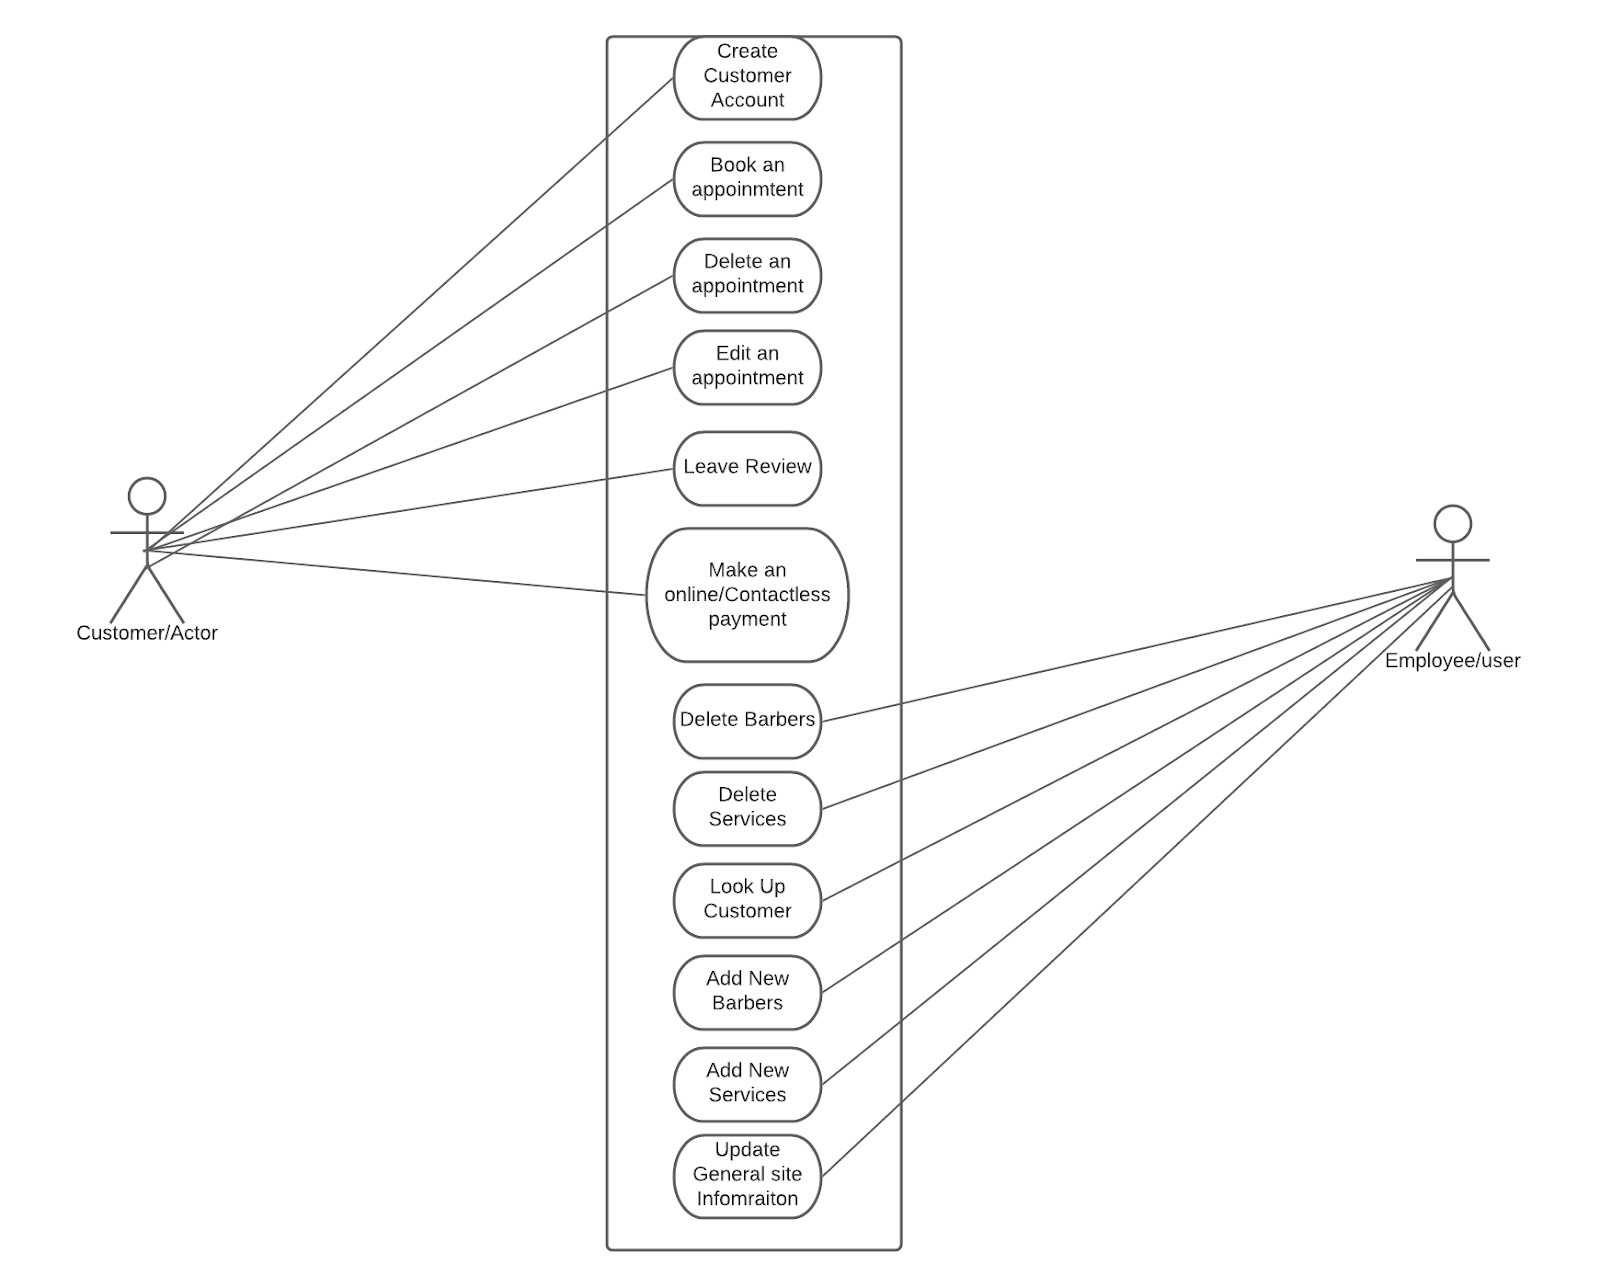 Create
Customer
Account
Book an
appoinmtent
Delete an
appointment
Edit an
appointment
Leave Review
Make an
online/Contactless
payment
Customer/Actor
Employee/user
Delete Barbers
Delete
Services
Look Up
Customer
Add New
Barbers
Add New
Services
Update
General site
Infomraiton